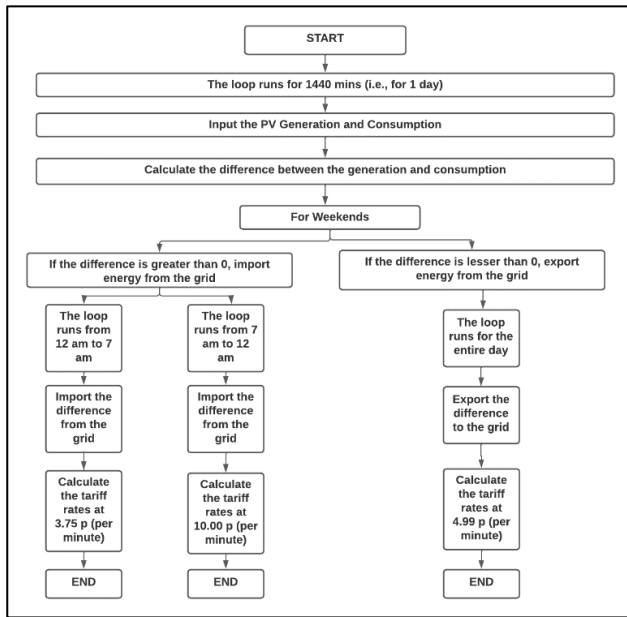 START
The loop runs for 1440 mins (i.e., for 1 day)
Input the PV Generation and Consumption
Calculate the difference between the generation and consumption
For Weekends
If the difference is greater than 0, import
energy from the grid
If the difference is lesser than 0, export
energy from the grid
The loop
runs from
12 am to 7
am
The loop
runs from 7
am to 12
am
The loop
runs for the
entire day
Import the
difference
from the
grid
Import the
difference
from the
grid
Export the
difference
to the grid
Calculate
the tariff
rates at
3.75 p (per
minute)
Calculate
the tariff
rates at
10.00 p (per
minute)
Calculate
the tariff
rates at
4.99 p (per
minute)
END
END
END